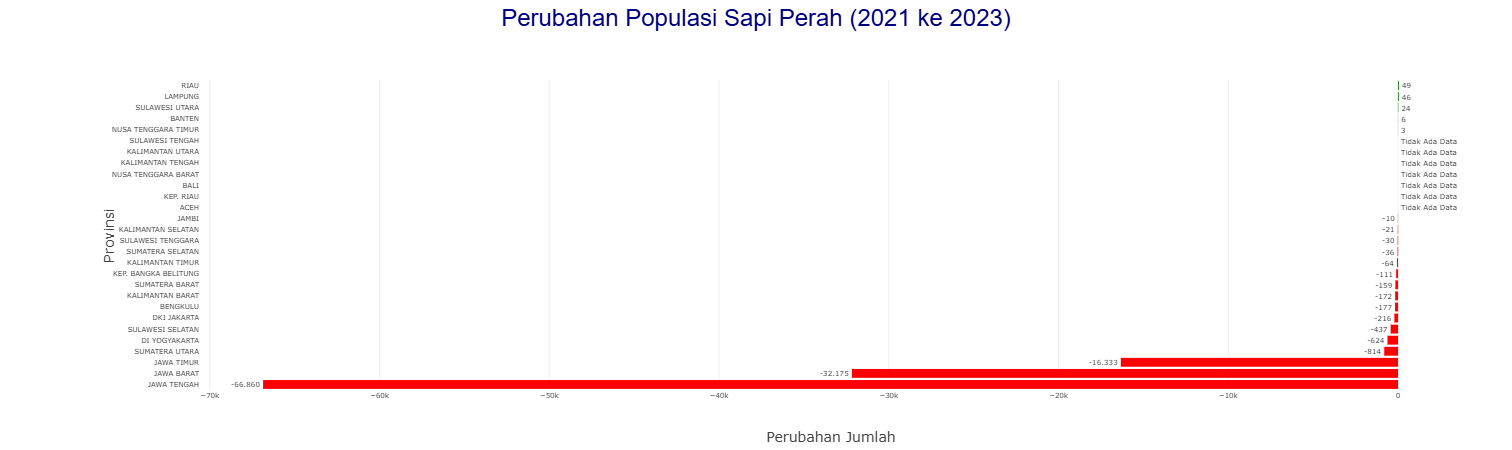 Perubahan Populasi Sapi Perah (2021 ke 2023)
RIAU 49
LAMPUNG 46
SULAWESI UTARA 24
BANTEN 6
NUSA TENGGARA TIMUR 3
SULAWESI TENGAH Tidak Ada Data
KALIMANTAN UTARA Tidak Ada Data
KALIMANTAN TENGAH Tidak Ada Data
NUSA TENGGARA BARAT Tidak Ada Data
BALI Tidak Ada Data
KEP. RIAU Tidak Ada Data
ACEH Tidak Ada Data
JAMBI -10
KALIMANTAN SELATAN -21
SULAWESI TENGGARA -30
SUMATERA SELATAN -36
KALIMANTAN TIMUR -64
KEP. BANGKA BELITUNG -111
SUMATERA BARAT -159
KALIMANTAN BARAT -172
BENGKULU -177
DKI JAKARTA -216
SULAWESI SELATAN -437
DI YOGYAKARTA -624
SUMATERA UTARA -814
JAWA TIMUR -16.333
JAWA BARAT -32.175
JAWA TENGAH -66.860
Provinsi
−70k −60k −50k −40k −30k −20k −10k 0
Perubahan Jumlah